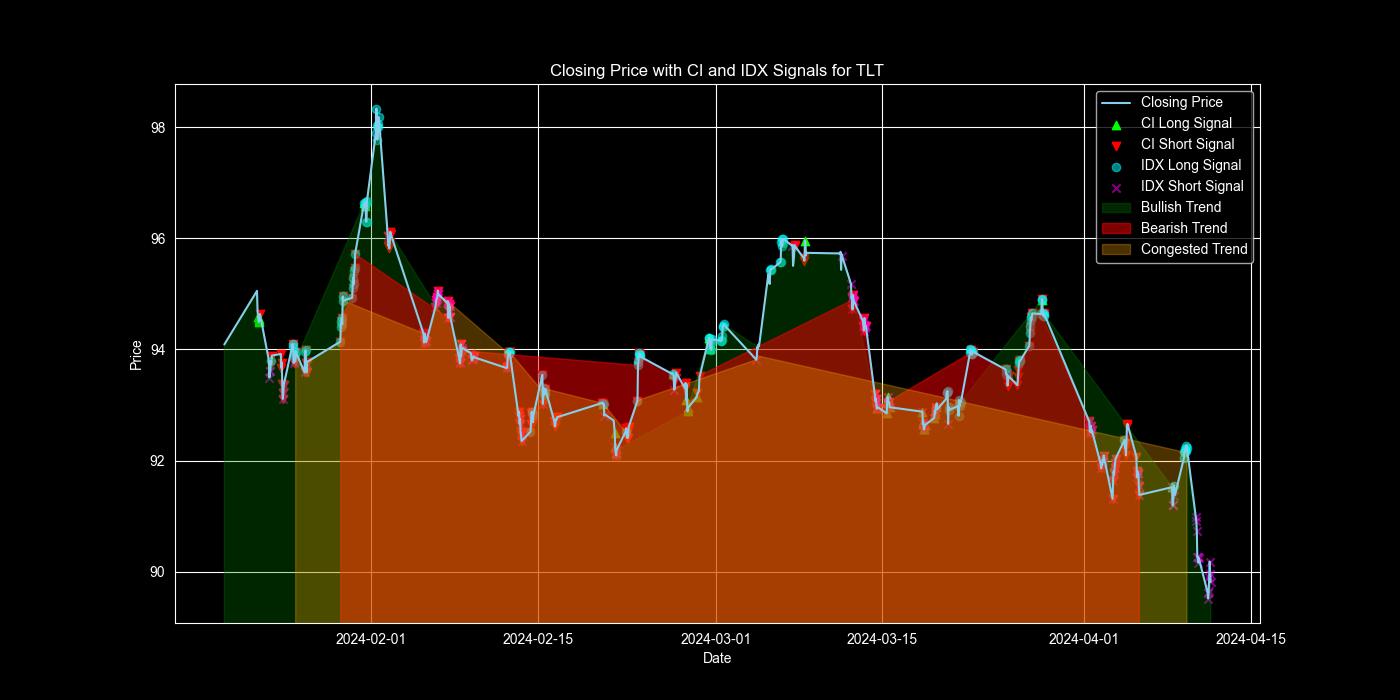 Closing Price with CI and IDX Signals for TLT
Closing Price
CI Long Signal
CI Short Signal
IDX Long Signal
IDX Short Signal
Bullish Trend
Bearish Trend
Congested Trend
Price
98
96
94
92
90
2024-02-01
2024-02-15
2024-03-01
2024-03-15
2024-04-01
2024-04-15
Date